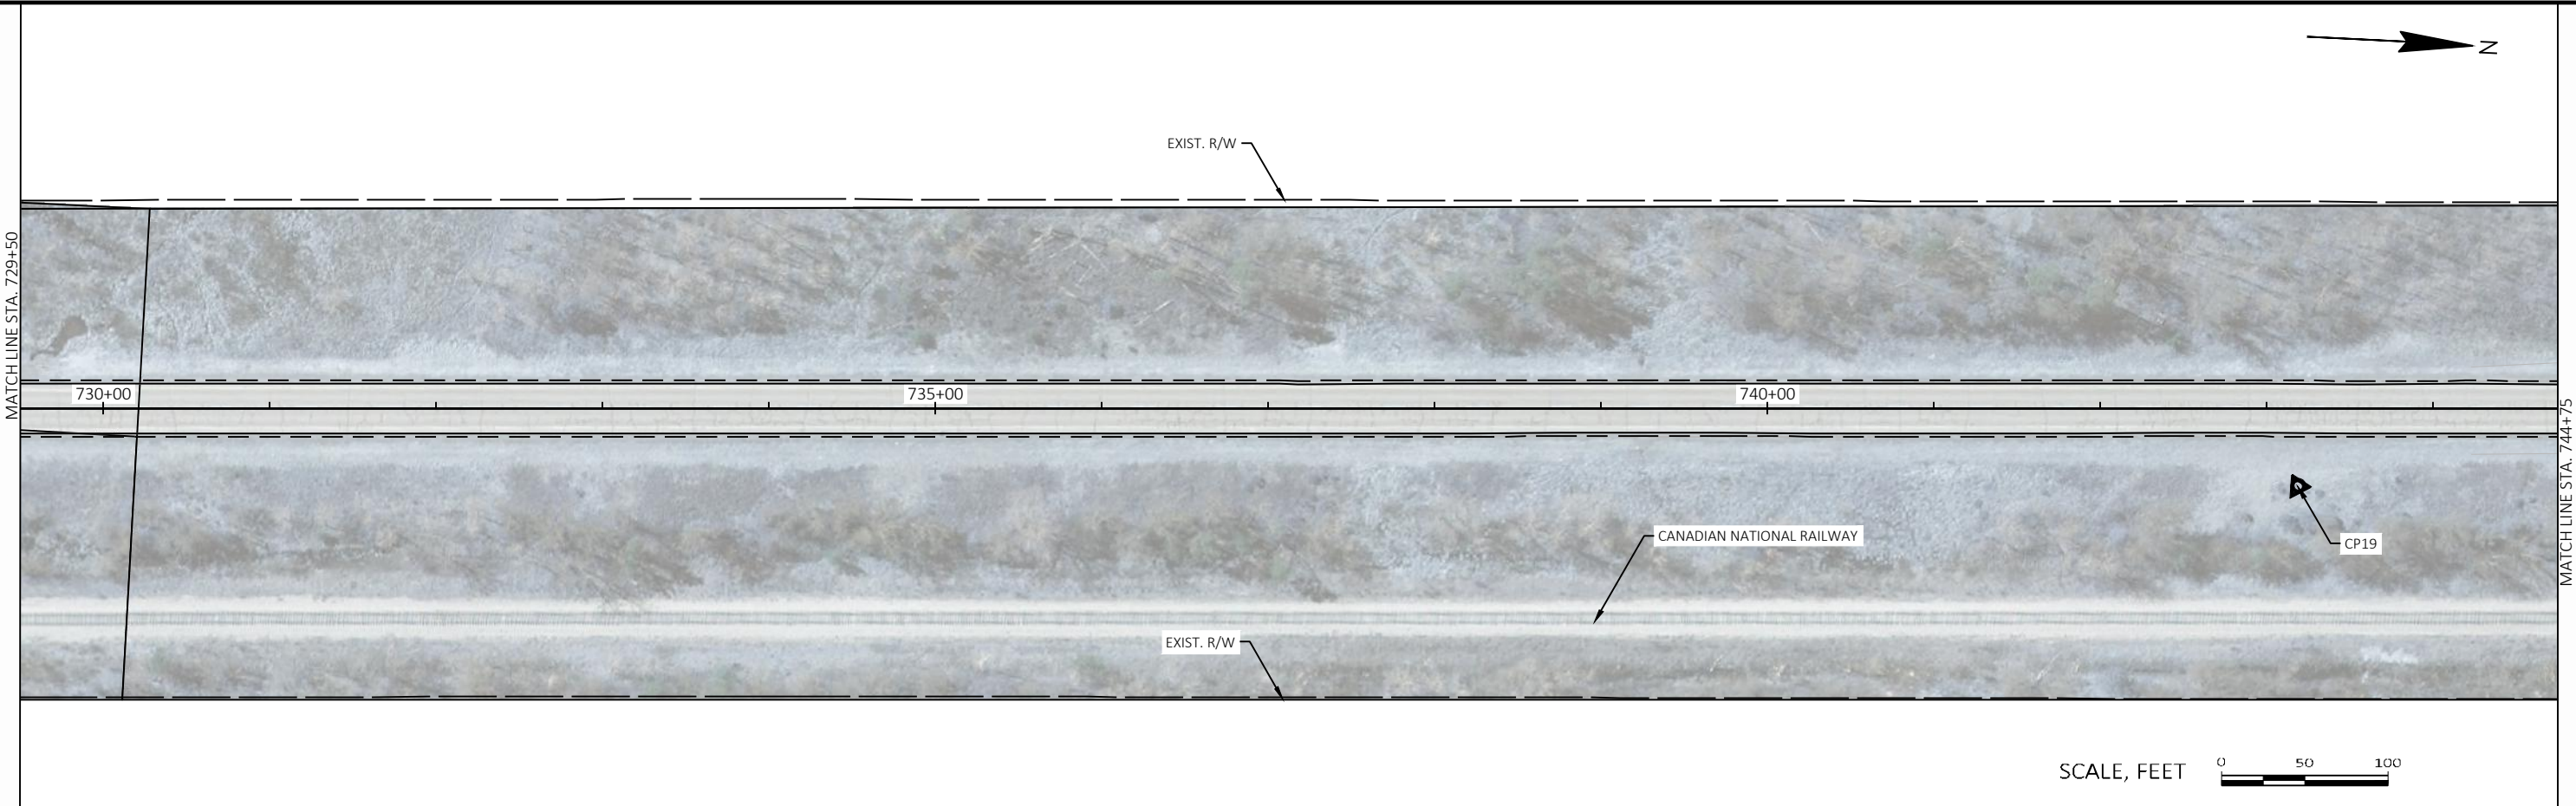 N
EXIST. R/W
MATCH LINE STA. 729+50
730+00
735+00
740+00
MATCH LINE STA. 744+75
CANADIAN NATIONAL RAILWAY
CP19
EXIST. R/W
SCALE, FEET
0 50 100